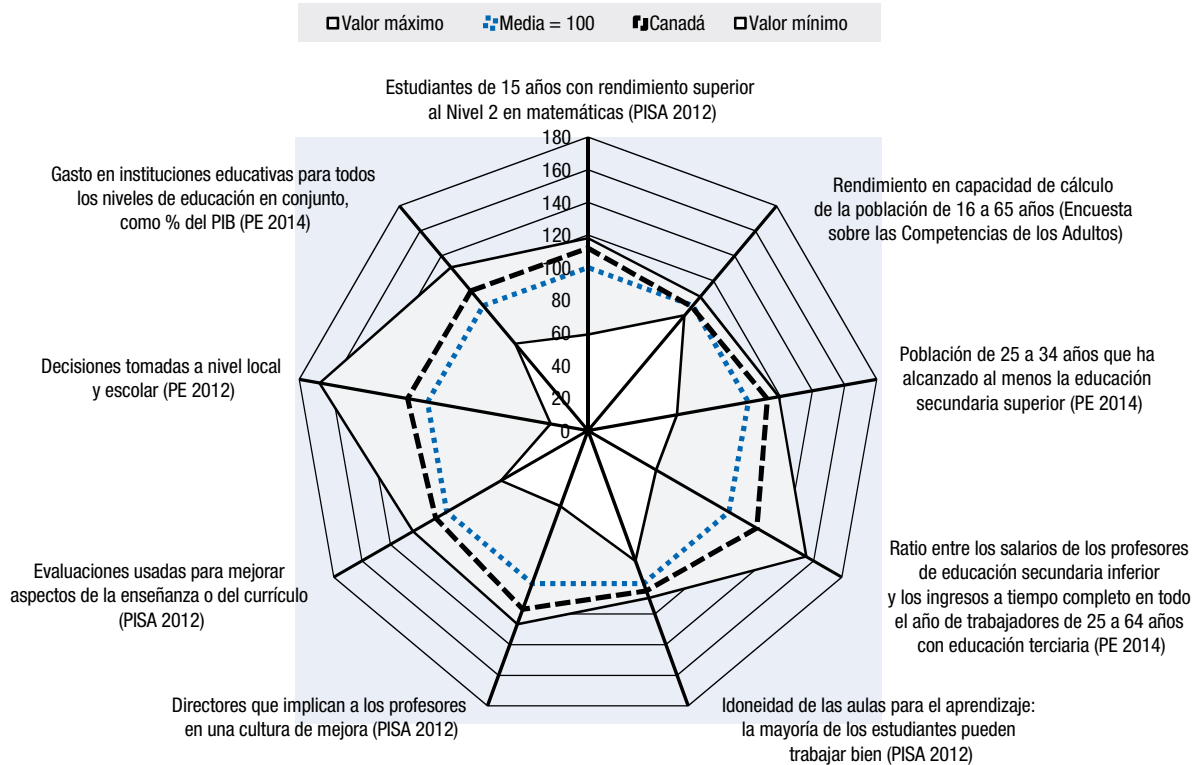 Valor máximo Media = 100 Canadá Valor mínimo
Estudiantes de 15 años con rendimiento superior
al Nivel 2 en matemáticas (PISA 2012)
Rendimiento en capacidad de cálculo
de la población de 16 a 65 años (Encuesta
sobre las Competencias de los Adultos)
Población de 25 a 34 años que ha
alcanzado al menos la educación
secundaria superior (PE 2014)
Ratio entre los salarios de los profesores
de educación secundaria inferior
y los ingresos a tiempo completo en todo
el año de trabajadores de 25 a 64 años
con educación terciaria (PE 2014)
Idoneidad de las aulas para el aprendizaje:
la mayoría de los estudiantes pueden
trabajar bien (PISA 2012)
Directores que implican a los profesores
en una cultura de mejora (PISA 2012)
Evaluaciones usadas para mejorar
aspectos de la enseñanza o del currículo
(PISA 2012)
Decisiones tomadas a nivel local
y escolar (PE 2012)
Gasto en instituciones educativas para todos
los niveles de educación en conjunto,
como % del PIB (PE 2014)
180
160
140
120
100
80
60
40
20
0